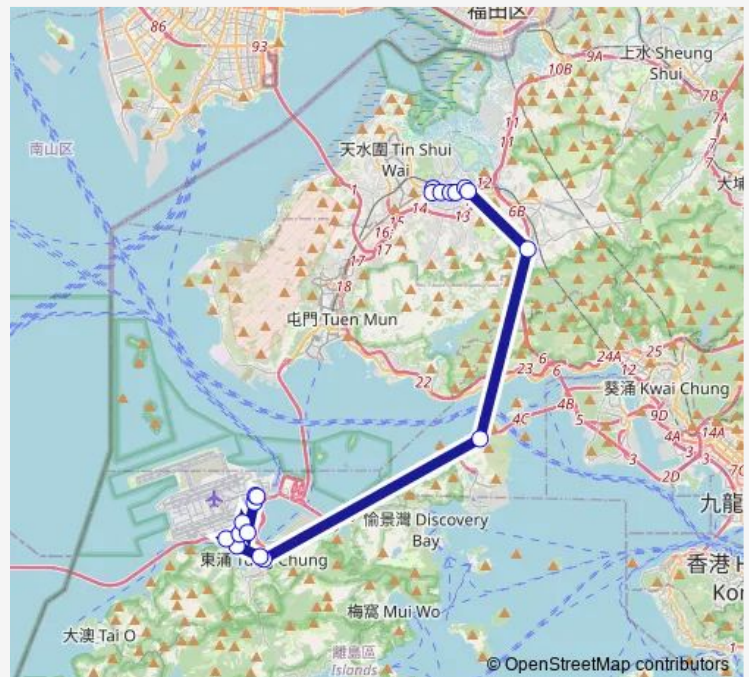 福田区
86
93
上水 Sheung
Shui
9A
10B
7B
7A
7
7
11
11
南山区
天水圍 Tin Shui
Wai
1
12
大埔
14
13
15
16
17
17
6B
18
屯門 Tuen Mun
22
23
6
6
24A
25
12
葵涌 Kwai Chung
4C
4B
5
9D
4A
14A
3
3
3
2D
九龍
愉景灣 Discovery
Bay
東涌
Chung
香港
梅窩 Mui Wo
大澳 Tai O
離島區
Islands
© OpenStreetMap contributors